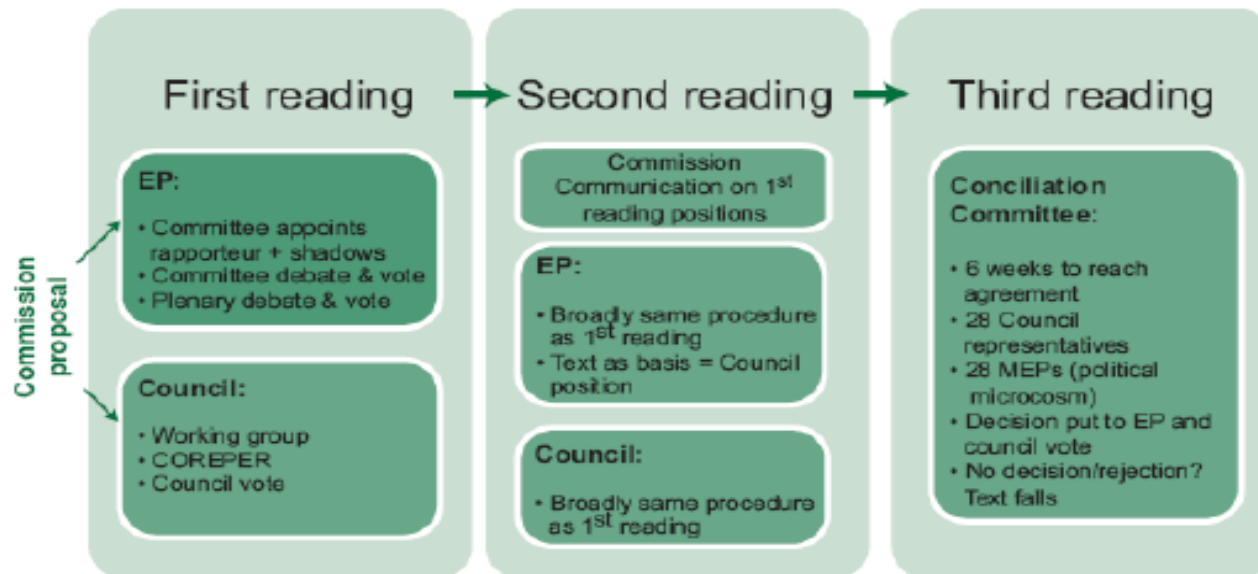 Commission
proposal
First reading
EP:
• Committee appoints
rapporteur + shadows
• Committee debate & vote
• Plenary debate & vote
Council:
• Working group
• COREPER
• Council vote
Second reading
Commission
Communication on 1st
reading positions
EP:
• Broadly same procedure
as 1st reading
• Text as basis = Council
position
Council:
• Broadly same procedure
as 1st reading
Third reading
Conciliation
Committee:
• 6 weeks to reach
agreement
• 28 Council
representatives
• 28 MEPs (political
microcosm)
• Decision put to EP and
council vote
• No decision/rejection?
Text falls